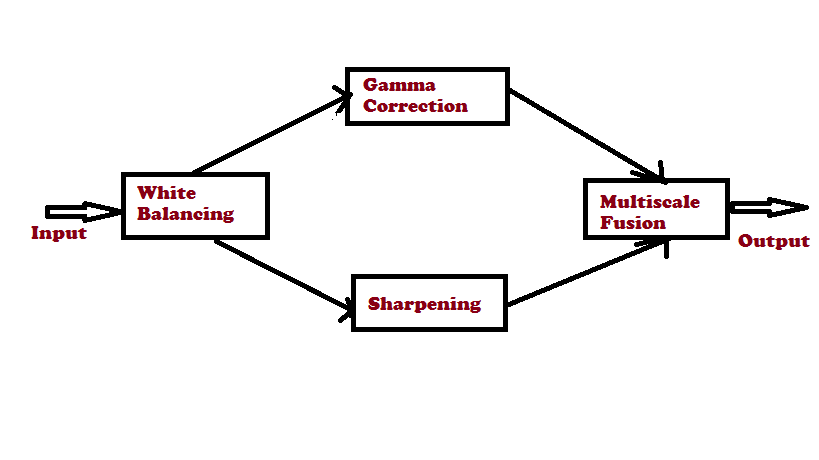 Gamma
Correction
White
Balancing
Input
Multiscale
Fusion
Output
Sharpening